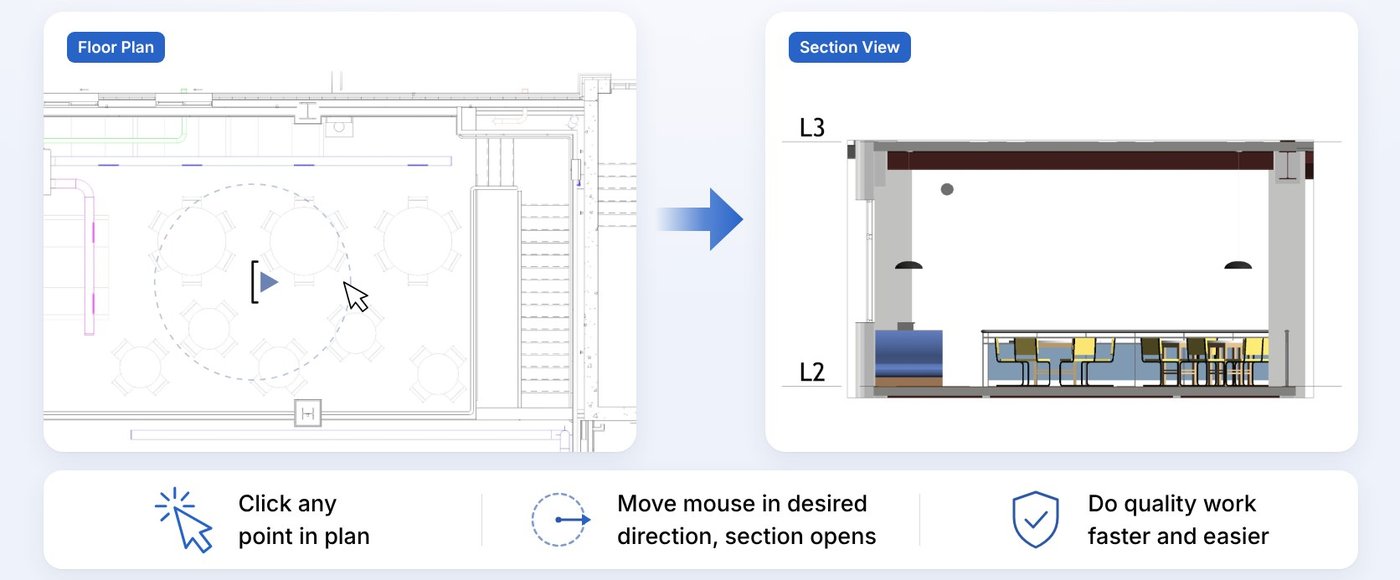 Floor Plan
Section View
L3
L2
Click any
point in plan
Move mouse in desired
direction, section opens
Do quality work
faster and easier